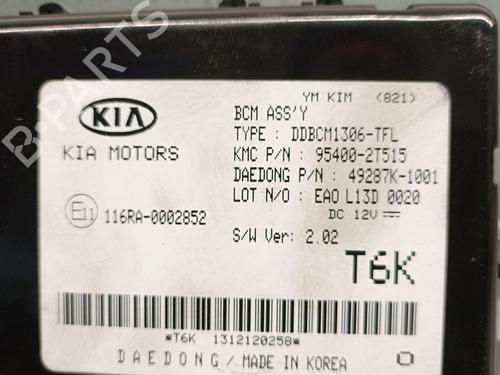 YM KIM (821)
KIA
KIA MOTORS
BCM ASS'Y
TYPE : DDBCM1306-TFL
KMC P/N : 95400-2T515
DAEDONG P/N : 49287K-1001
LOT N/O : EAO L13D 0020
DC 12V
S/W Ver: 2.02
E11 116RA-0002852
T6K
*T6K 1312120258*
DAEDONG / MADE IN KOREA
B-PARTS